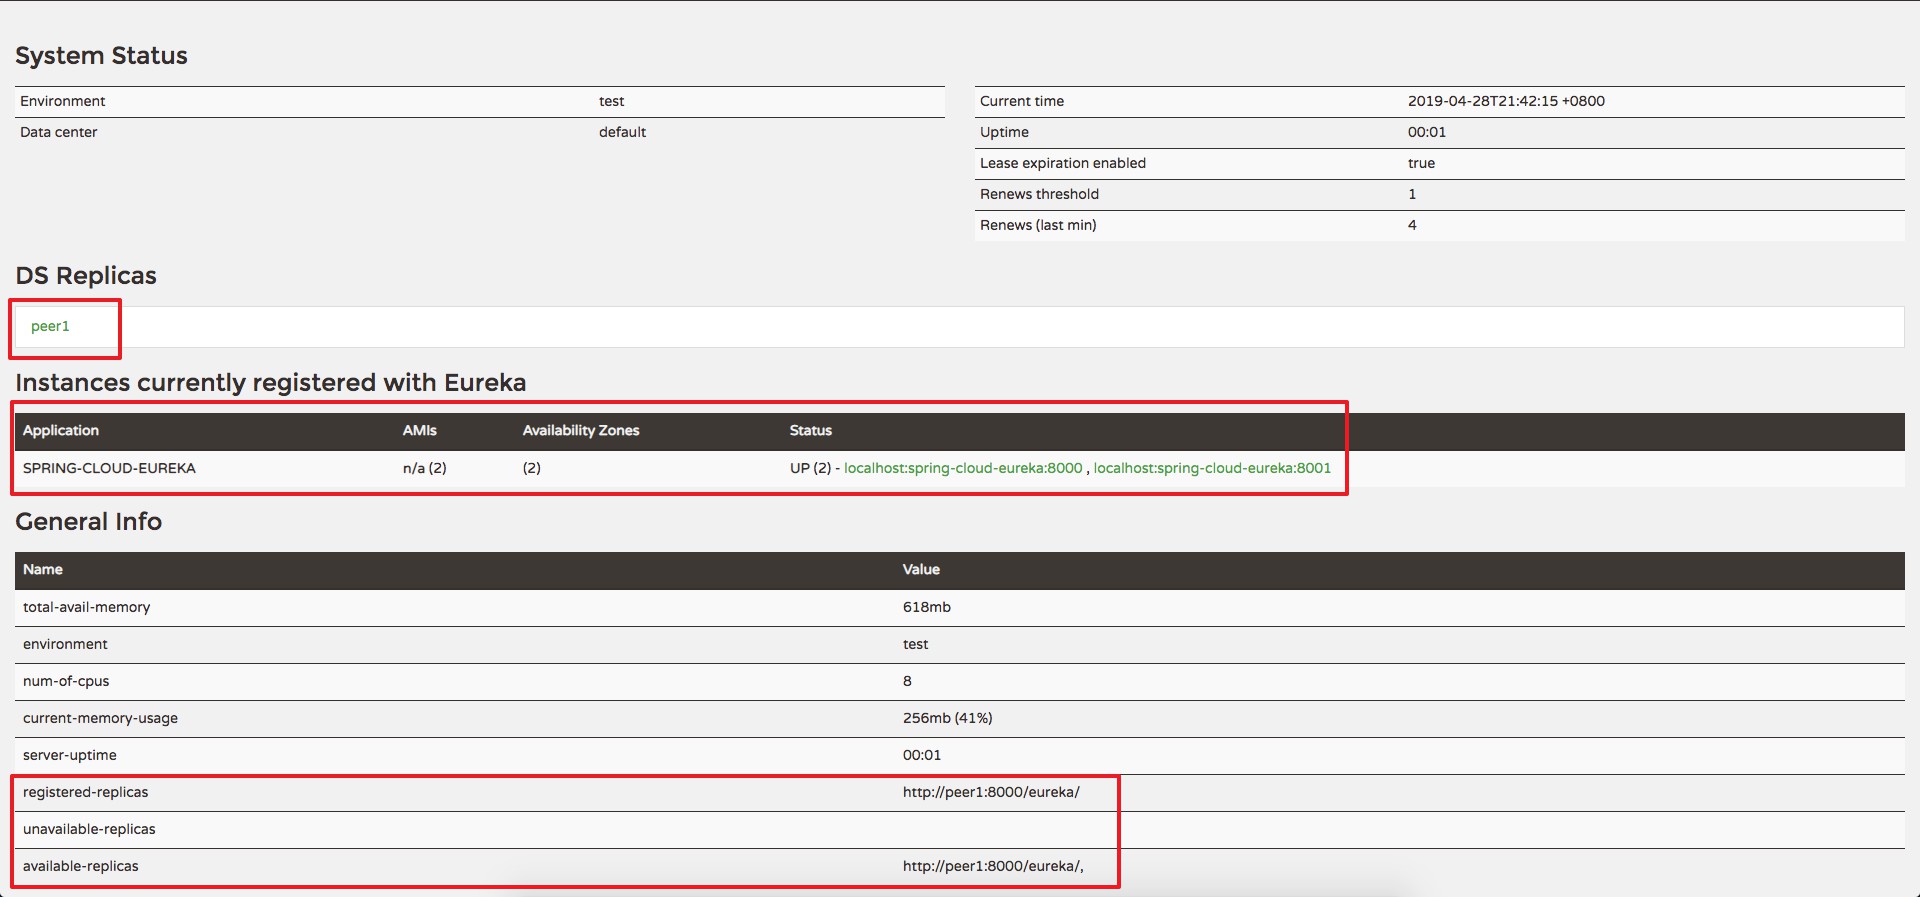 System Status
Environment test
Data center default
Current time 2019-04-28T21:42:15 +0800
Uptime 00:01
Lease expiration enabled true
Renews threshold 1
Renews (last min) 4
DS Replicas
peer1
Instances currently registered with Eureka
Application AMIs Availability Zones Status
SPRING-CLOUD-EUREKA n/a (2) (2) UP (2) - localhost:spring-cloud-eureka:8000 , localhost:spring-cloud-eureka:8001
General Info
Name Value
total-avail-memory 618mb
environment test
num-of-cpus 8
current-memory-usage 256mb (41%)
server-uptime 00:01
registered-replicas http://peer1:8000/eureka/
unavailable-replicas
available-replicas http://peer1:8000/eureka/,